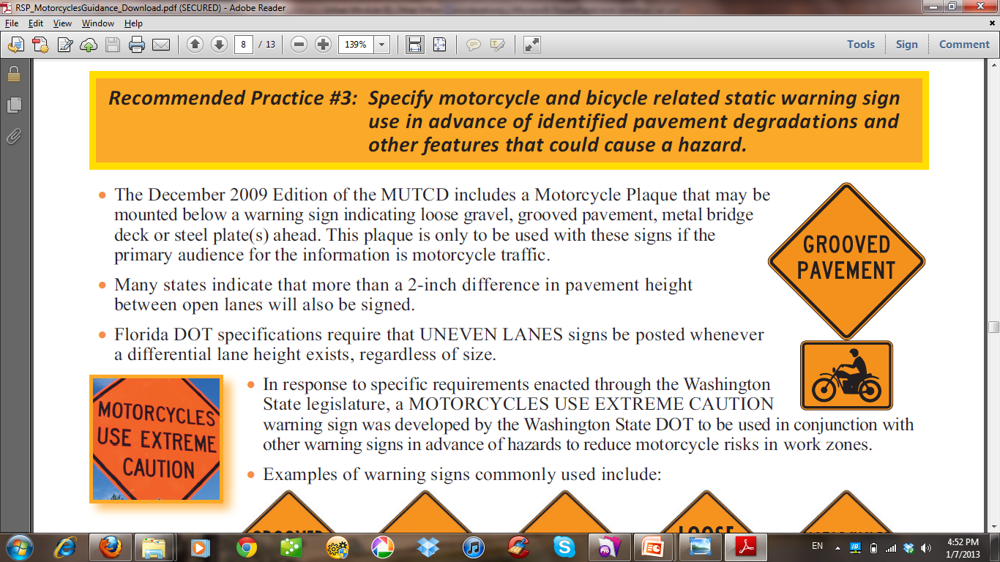 RSP_MotorcyclesGuidance_Download.pdf (SECURED) - Adobe Reader
File Edit View Window Help
8 / 13 139% Tools Sign Comment
Recommended Practice #3: Specify motorcycle and bicycle related static warning sign
use in advance of identified pavement degradations and
other features that could cause a hazard.
• The December 2009 Edition of the MUTCD includes a Motorcycle Plaque that may be
mounted below a warning sign indicating loose gravel, grooved pavement, metal bridge
deck or steel plate(s) ahead. This plaque is only to be used with these signs if the
primary audience for the information is motorcycle traffic.
GROOVED
PAVEMENT
• Many states indicate that more than a 2-inch difference in pavement height
between open lanes will also be signed.
• Florida DOT specifications require that UNEVEN LANES signs be posted whenever
a differential lane height exists, regardless of size.
MOTORCYCLES
USE EXTREME
CAUTION
• In response to specific requirements enacted through the Washington
State legislature, a MOTORCYCLES USE EXTREME CAUTION
warning sign was developed by the Washington State DOT to be used in conjunction with
other warning signs in advance of hazards to reduce motorcycle risks in work zones.
• Examples of warning signs commonly used include:
GROOVED
LOOSE
EN
4:52 PM
1/7/2013